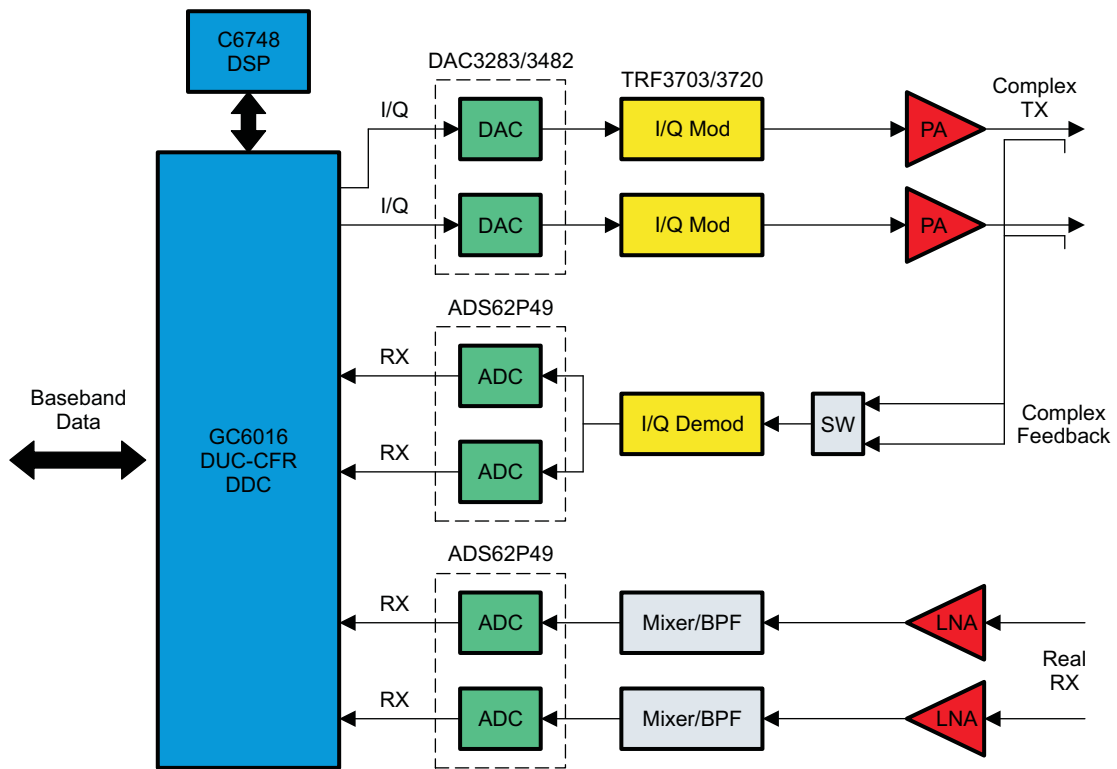 C6748
DSP
DAC3283/3482
TRF3703/3720
Complex
TX
I/Q
DAC
I/Q Mod
PA
I/Q
DAC
I/Q Mod
PA
ADS62P49
RX
ADC
Baseband
Data
GC6016
DUC-CFR
DDC
I/Q Demod
SW
Complex
Feedback
RX
ADC
ADS62P49
RX
ADC
Mixer/BPF
LNA
Real
RX
RX
ADC
Mixer/BPF
LNA